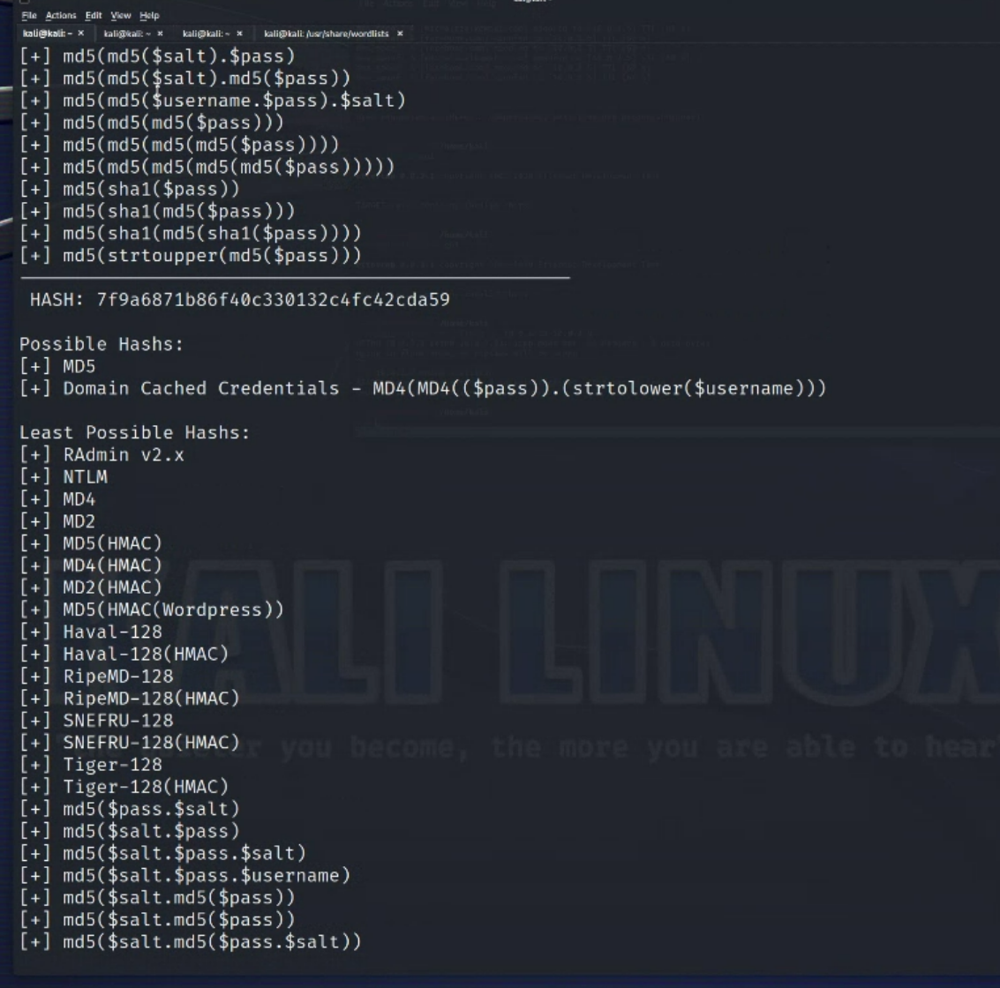 File Actions Edit View Help
kali@kali: ~ × kali@kali: ~ × kali@kali: ~ × kali@kali: /usr/share/wordlists ×
[+] md5(md5($salt).$pass)
[+] md5(md5($salt).md5($pass))
[+] md5(md5($username.$pass).$salt)
[+] md5(md5(md5($pass)))
[+] md5(md5(md5(md5($pass))))
[+] md5(md5(md5(md5(md5($pass)))))
[+] md5(sha1($pass))
[+] md5(sha1(md5($pass)))
[+] md5(sha1(md5(sha1($pass))))
[+] md5(strtoupper(md5($pass)))
HASH: 7f9a6871b86f40c330132c4fc42cda59
Possible Hashs:
[+] MD5
[+] Domain Cached Credentials - MD4(MD4(($pass)).(strtolower($username)))
Least Possible Hashs:
[+] RAdmin v2.x
[+] NTLM
[+] MD4
[+] MD2
[+] MD5(HMAC)
[+] MD4(HMAC)
[+] MD2(HMAC)
[+] MD5(HMAC(Wordpress))
[+] Haval-128
[+] Haval-128(HMAC)
[+] RipeMD-128
[+] RipeMD-128(HMAC)
[+] SNEFRU-128
[+] SNEFRU-128(HMAC)
[+] Tiger-128
[+] Tiger-128(HMAC)
[+] md5($pass.$salt)
[+] md5($salt.$pass)
[+] md5($salt.$pass.$salt)
[+] md5($salt.$pass.$username)
[+] md5($salt.md5($pass))
[+] md5($salt.md5($pass))
[+] md5($salt.md5($pass.$salt))
KALI LINUX
you become, the more you are able to hear